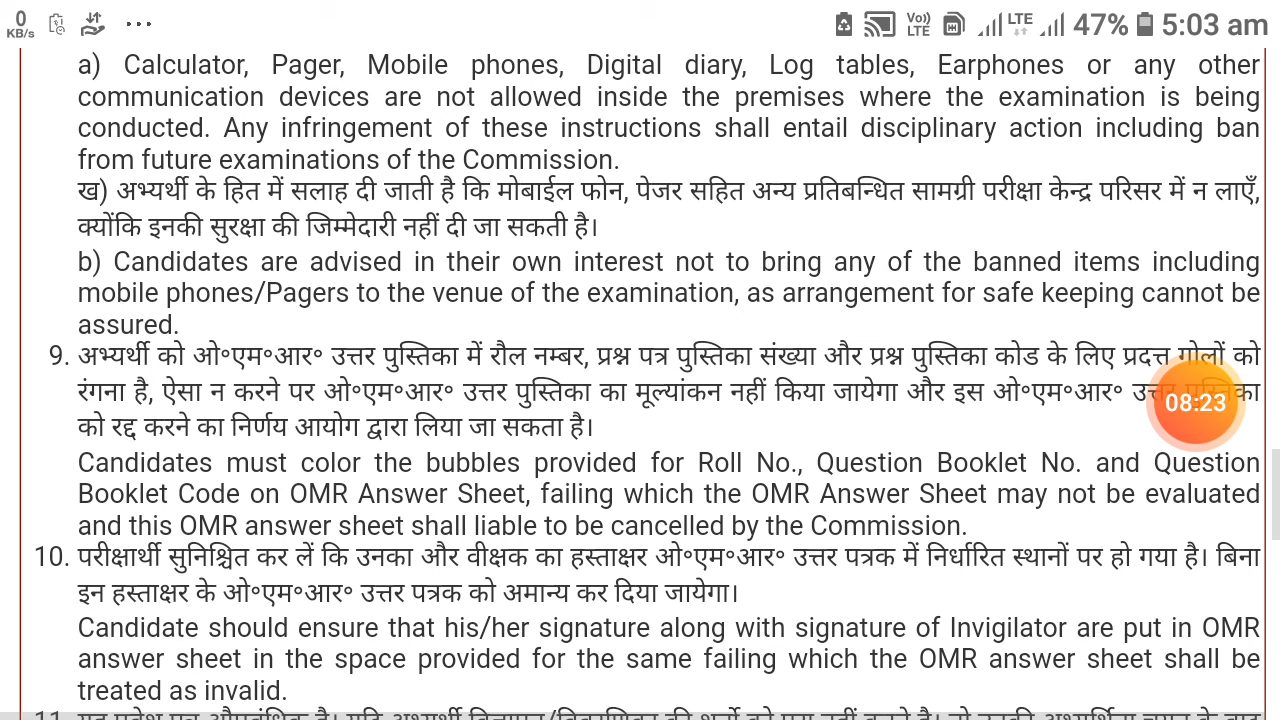 0 KB/s Vo)) LTE LTE 47% 5:03 am
a) Calculator, Pager, Mobile phones, Digital diary, Log tables, Earphones or any other
communication devices are not allowed inside the premises where the examination is being
conducted. Any infringement of these instructions shall entail disciplinary action including ban
from future examinations of the Commission.
ख) अभ्यर्थी के हित में सलाह दी जाती है कि मोबाईल फोन, पेजर सहित अन्य प्रतिबन्धित सामग्री परीक्षा केन्द्र परिसर में न लाएँ,
क्योंकि इनकी सुरक्षा की जिम्मेदारी नहीं दी जा सकती है।
b) Candidates are advised in their own interest not to bring any of the banned items including
mobile phones/Pagers to the venue of the examination, as arrangement for safe keeping cannot be
assured.
9. अभ्यर्थी को ओ॰एम॰आर॰ उत्तर पुस्तिका में रौल नम्बर, प्रश्न पत्र पुस्तिका संख्या और प्रश्न पुस्तिका कोड के लिए प्रदत्त गोलों को
रंगना है, ऐसा न करने पर ओ॰एम॰आर॰ उत्तर पुस्तिका का मूल्यांकन नहीं किया जायेगा और इस ओ॰एम॰आर॰ उत्तर पुस्तिका
08:23
को रद्द करने का निर्णय आयोग द्वारा लिया जा सकता है।
Candidates must color the bubbles provided for Roll No., Question Booklet No. and Question
Booklet Code on OMR Answer Sheet, failing which the OMR Answer Sheet may not be evaluated
and this OMR answer sheet shall liable to be cancelled by the Commission.
10. परीक्षार्थी सुनिश्चित कर लें कि उनका और वीक्षक का हस्ताक्षर ओ॰एम॰आर॰ उत्तर पत्रक में निर्धारित स्थानों पर हो गया है। बिना
इन हस्ताक्षर के ओ॰एम॰आर॰ उत्तर पत्रक को अमान्य कर दिया जायेगा।
Candidate should ensure that his/her signature along with signature of Invigilator are put in OMR
answer sheet in the space provided for the same failing which the OMR answer sheet shall be
treated as invalid.